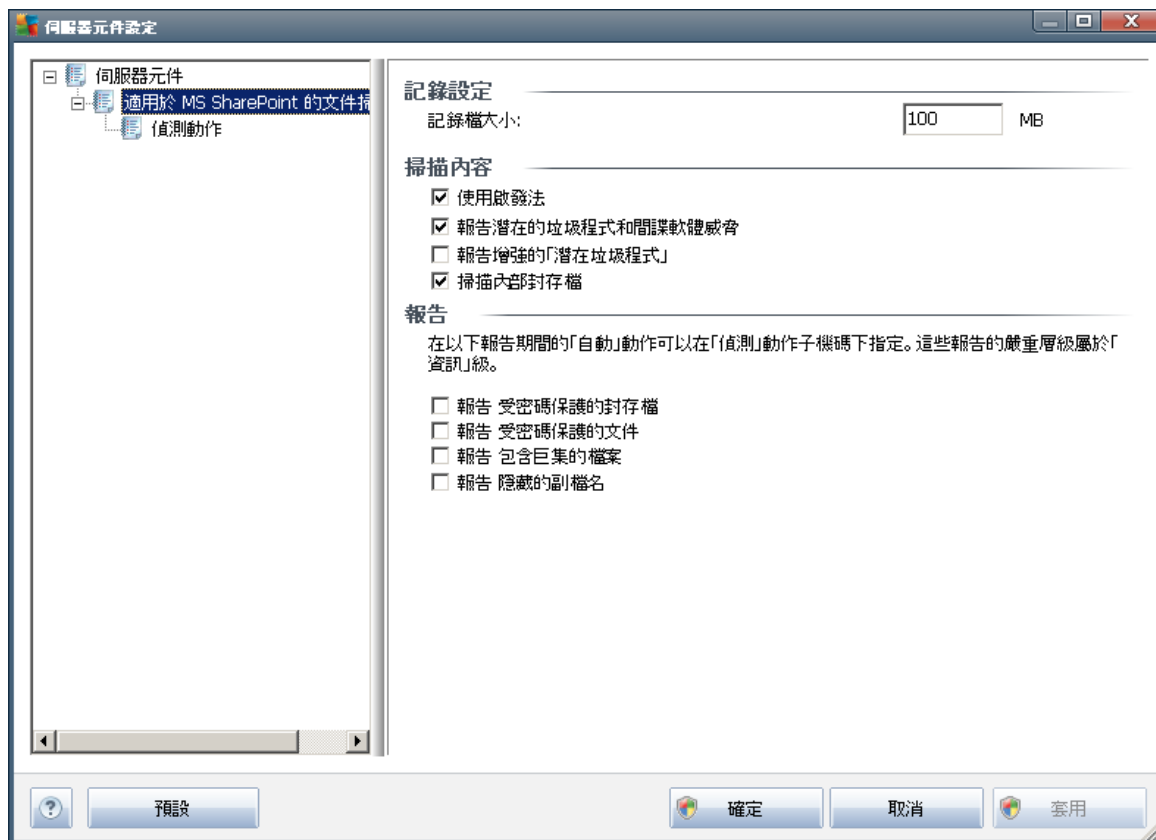 伺服器元件設定
伺服器元件
適用於 MS SharePoint 的文件掃
偵測動作
記錄設定
記錄檔大小:
100 MB
掃描內容
使用啟發法
報告潛在的垃圾程式和間諜軟體威脅
報告增強的「潛在垃圾程式」
掃描內部封存檔
報告
在以下報告期間的「自動」動作可以在「偵測」動作子機碼下指定。這些報告的嚴重層級屬於「
資訊」級。
報告 受密碼保護的封存檔
報告 受密碼保護的文件
報告 包含巨集的檔案
報告 隱藏的副檔名
? 預設 確定 取消 套用